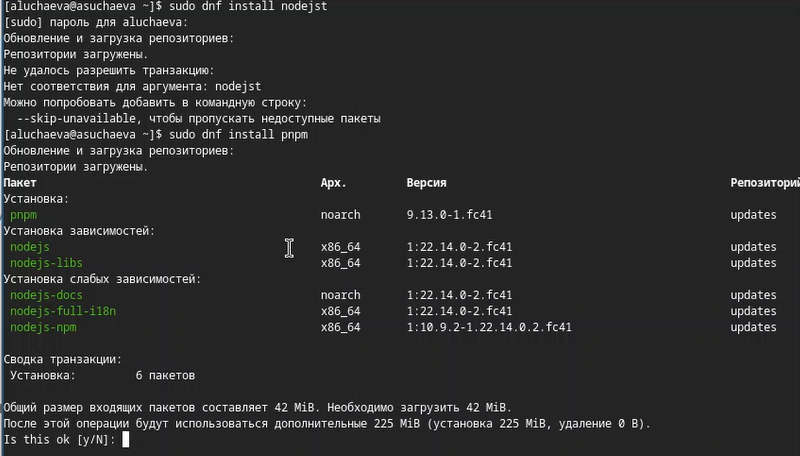 [aluchaeva@asuchaeva ~]$ sudo dnf install nodejst
[sudo] пароль для aluchaeva:
Обновление и загрузка репозиториев:
Репозитории загружены.
Не удалось разрешить транзакцию:
Нет соответствия для аргумента: nodejst
Можно попробовать добавить в командную строку:
--skip-unavailable, чтобы пропускать недоступные пакеты
[aluchaeva@asuchaeva ~]$ sudo dnf install pnpm
Обновление и загрузка репозиториев:
Репозитории загружены.
Пакет Арх. Версия Репозиторий
Установка:
pnpm noarch 9.13.0-1.fc41 updates
Установка зависимостей:
nodejs x86_64 1:22.14.0-2.fc41 updates
nodejs-libs x86_64 1:22.14.0-2.fc41 updates
Установка слабых зависимостей:
nodejs-docs noarch 1:22.14.0-2.fc41 updates
nodejs-full-i18n x86_64 1:22.14.0-2.fc41 updates
nodejs-npm x86_64 1:10.9.2-1.22.14.0.2.fc41 updates
Сводка транзакции:
Установка: 6 пакетов
Общий размер входящих пакетов составляет 42 MiB. Необходимо загрузить 42 MiB.
После этой операции будут использоваться дополнительные 225 MiB (установка 225 MiB, удаление 0 B).
Is this ok [y/N]: